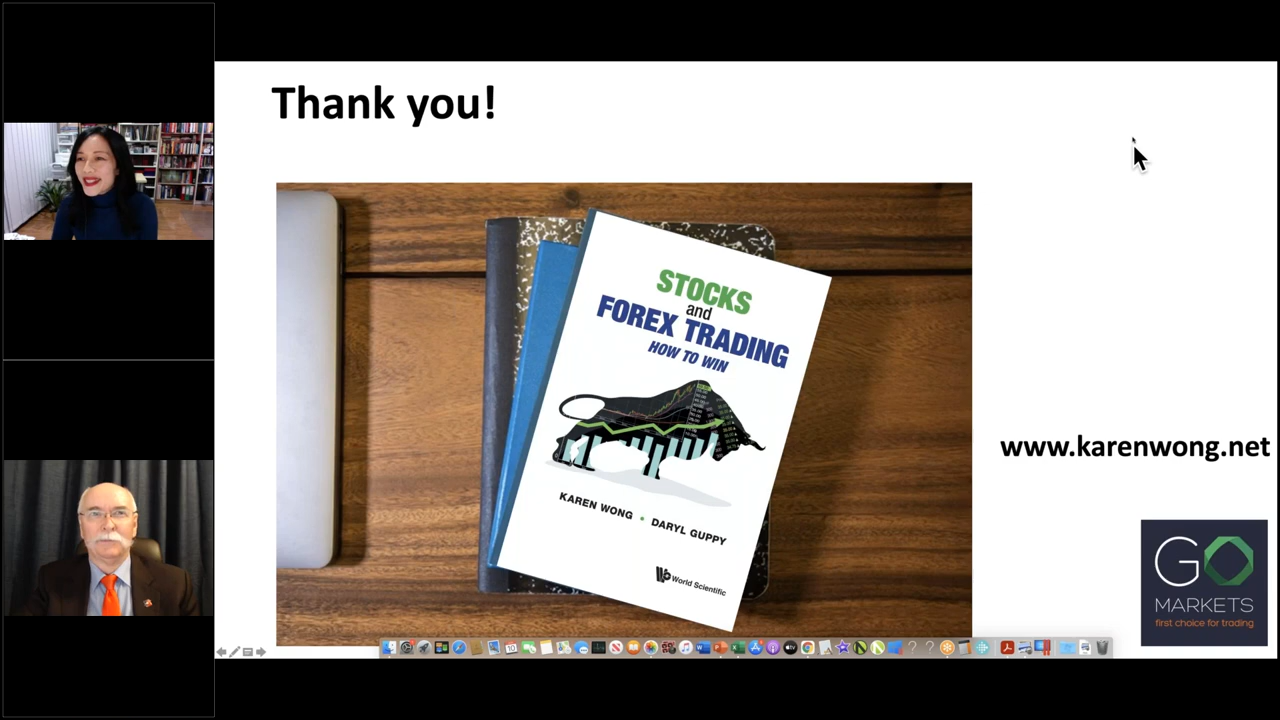 Thank you!
STOCKS
and
FOREX TRADING
HOW TO WIN
KAREN WONG • DARYL GUPPY
World Scientific
www.karenwong.net
GO
MARKETS
first choice for trading